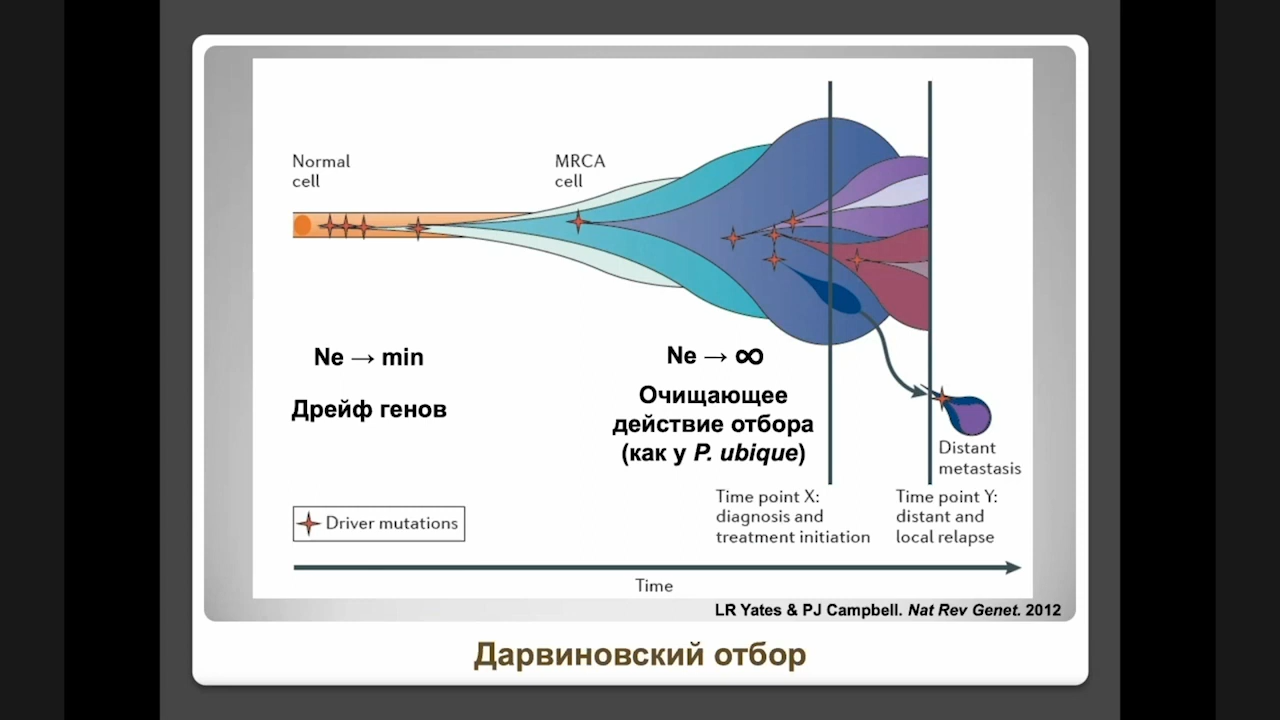 Normal
cell
MRCA
cell
Ne → min
Дрейф генов
Ne → ∞
Очищающее
действие отбора
(как у P. ubique)
Distant
metastasis
Time point X:
diagnosis and
treatment initiation
Time point Y:
distant and
local relapse
Driver mutations
Time
LR Yates & PJ Campbell. Nat Rev Genet. 2012
Дарвиновский отбор